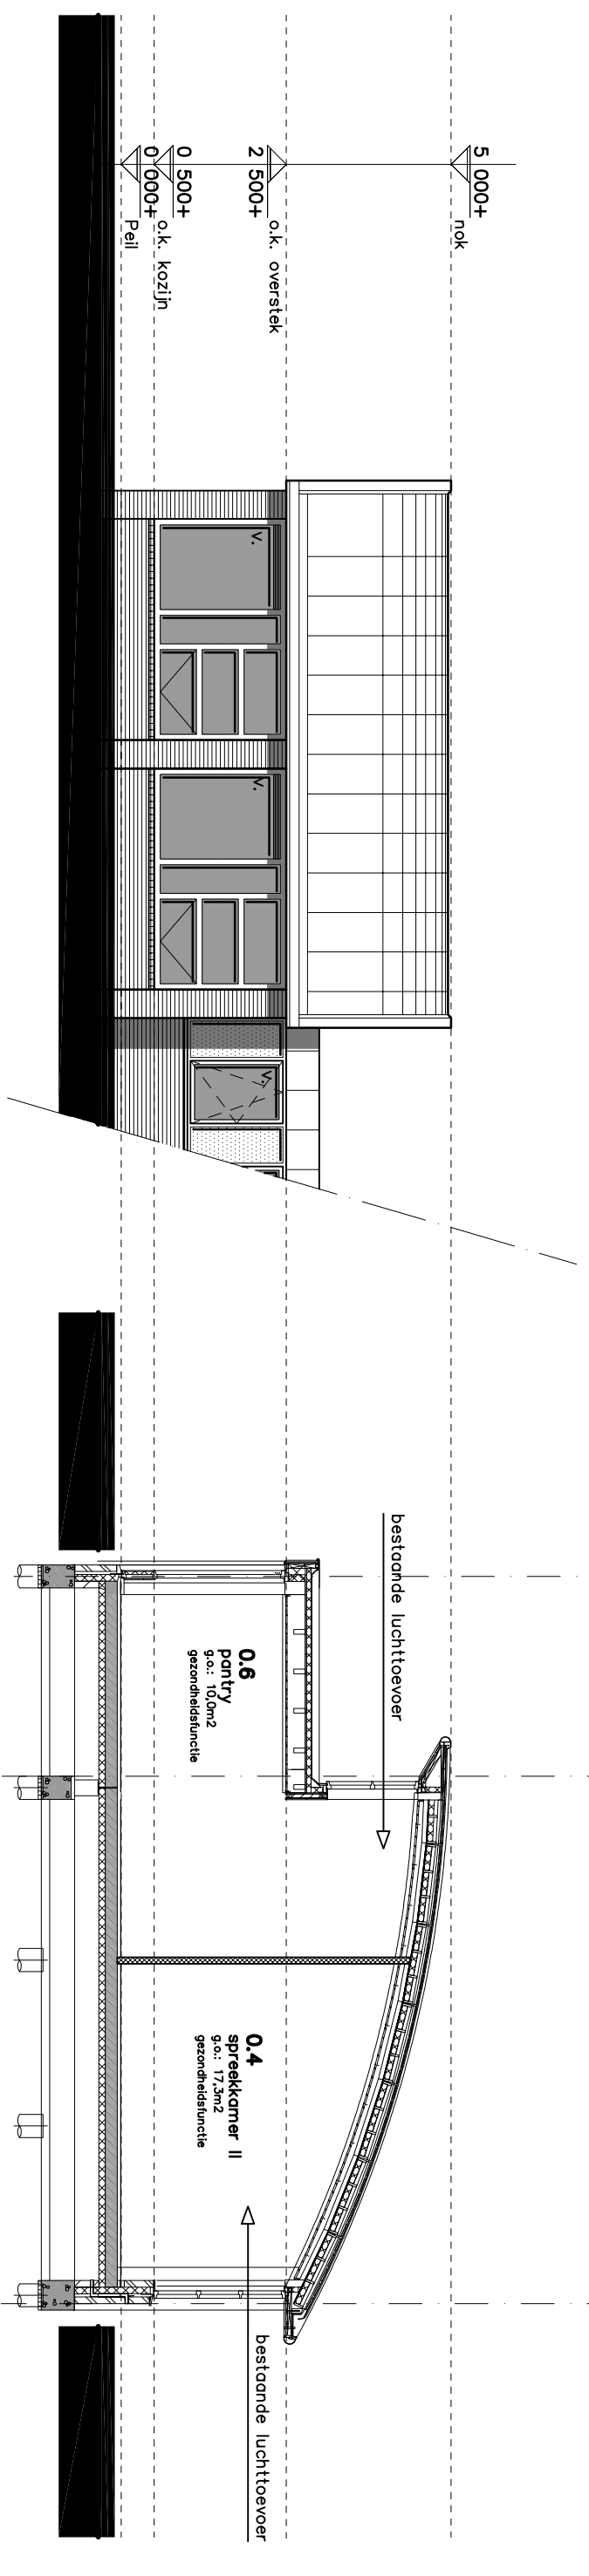 5 000+
nok
2 500+
o.k. overstek
0 500+
o.k. kozijn
0 000+
Peil
v.
v.
v.
bestaande luchttoevoer
0.6
pantry
g.o.: 10,0m2
gezondheidsfunctie
0.4
spreekkamer II
g.o.: 17,3m2
gezondheidsfunctie
bestaande luchttoevoer